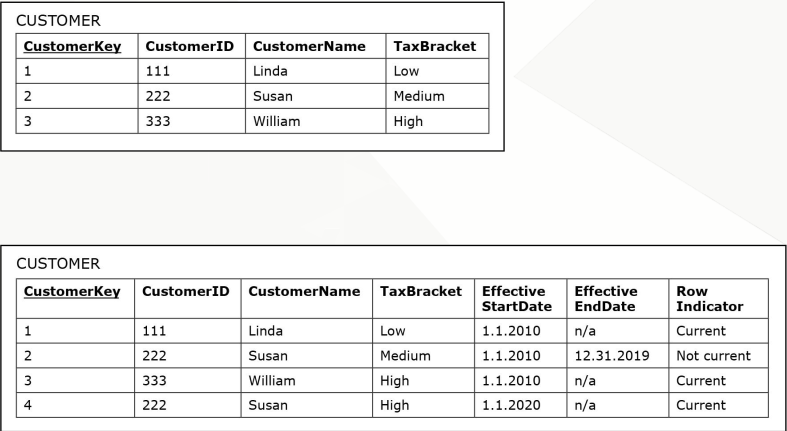 CUSTOMER
CustomerKey CustomerID CustomerName TaxBracket
1 111 Linda Low
2 222 Susan Medium
3 333 William High
CUSTOMER
CustomerKey CustomerID CustomerName TaxBracket Effective StartDate Effective EndDate Row Indicator
1 111 Linda Low 1.1.2010 n/a Current
2 222 Susan Medium 1.1.2010 12.31.2019 Not current
3 333 William High 1.1.2010 n/a Current
4 222 Susan High 1.1.2020 n/a Current